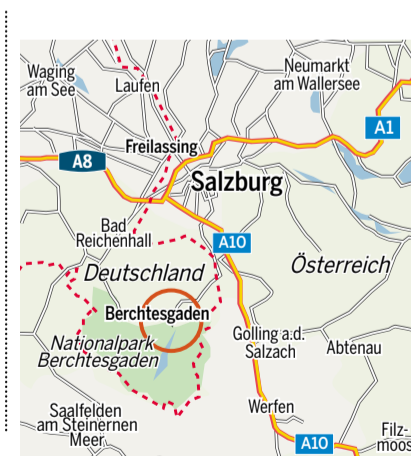 Waging
am See
Laufen
Neumarkt
am Wallersee
A1
Freilassing
A8
Salzburg
Bad
Reichenhall
A10
Deutschland
Österreich
Berchtesgaden
Nationalpark
Berchtesgaden
Golling a.d.
Salzach
Abtenau
Saalfelden
am Steinernen
Meer
Werfen
A10
Filz-
moos